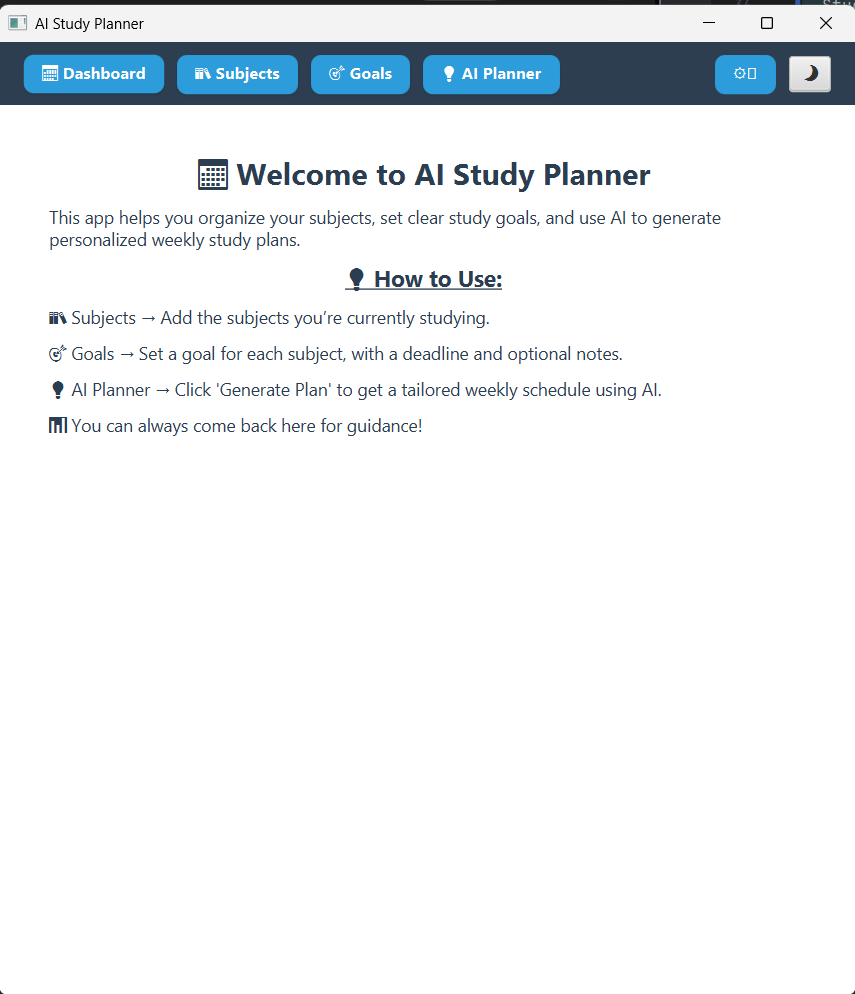 AI Study Planner
Dashboard Subjects Goals AI Planner
Welcome to AI Study Planner
This app helps you organize your subjects, set clear study goals, and use AI to generate
personalized weekly study plans.
How to Use:
Subjects → Add the subjects you’re currently studying.
Goals → Set a goal for each subject, with a deadline and optional notes.
AI Planner → Click 'Generate Plan' to get a tailored weekly schedule using AI.
You can always come back here for guidance!